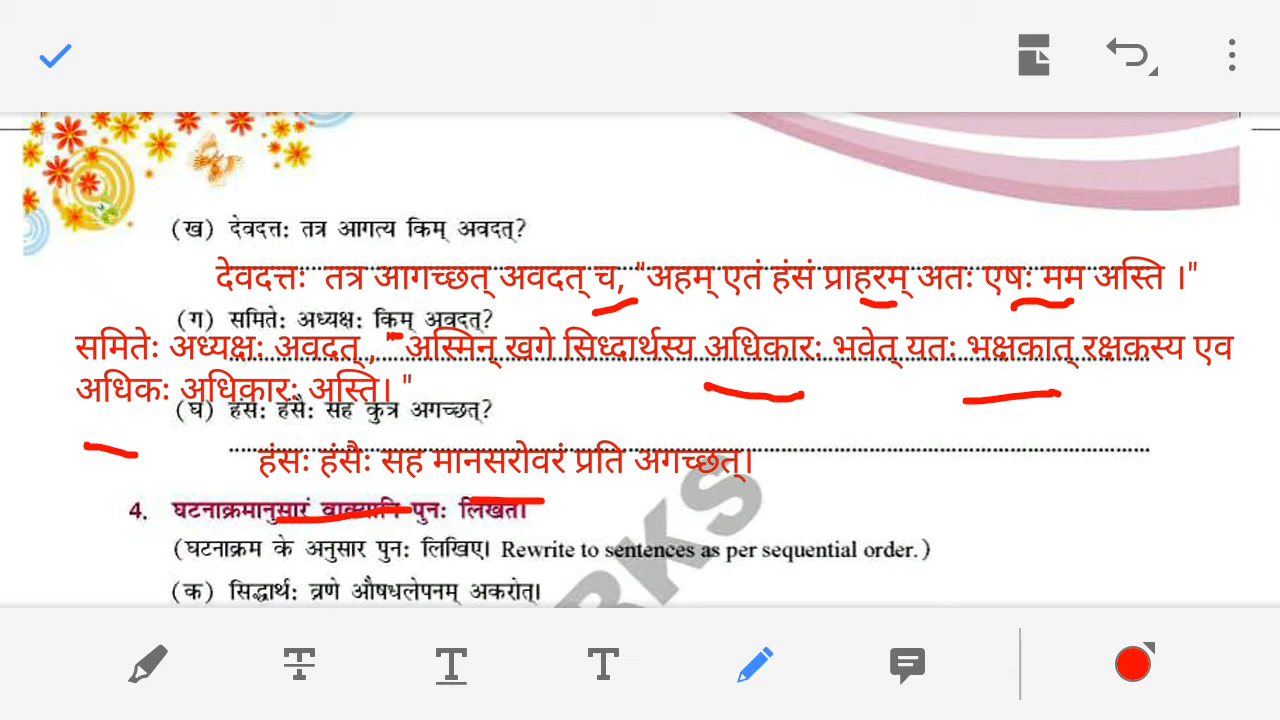 (ख) देवदत्तः तत्र आगत्य किम् अवदत्?
देवदत्तः तत्र आगच्छत् अवदत् च, "अहम् एतं हंसं प्राहरम् अतः एषः मम अस्ति ।"
(ग) समितेः अध्यक्षः किम् अवदत्?
समितेः अध्यक्षः अवदत् , " अस्मिन् खगे सिध्दार्थस्य अधिकारः भवेत् यतः भक्षकात् रक्षकस्य एव
अधिकः अधिकारः अस्ति। "
(घ) हंसः हंसैः सह कुत्र अगच्छत्?
हंसः हंसैः सह मानसरोवरं प्रति अगच्छत्।
4. घटनाक्रमानुसारं वाक्यानि पुनः लिखत।
(घटनाक्रम के अनुसार पुनः लिखिए। Rewrite to sentences as per sequential order.)
(क) सिद्धार्थः व्रणे औषधलेपनम् अकरोत्।
T T T